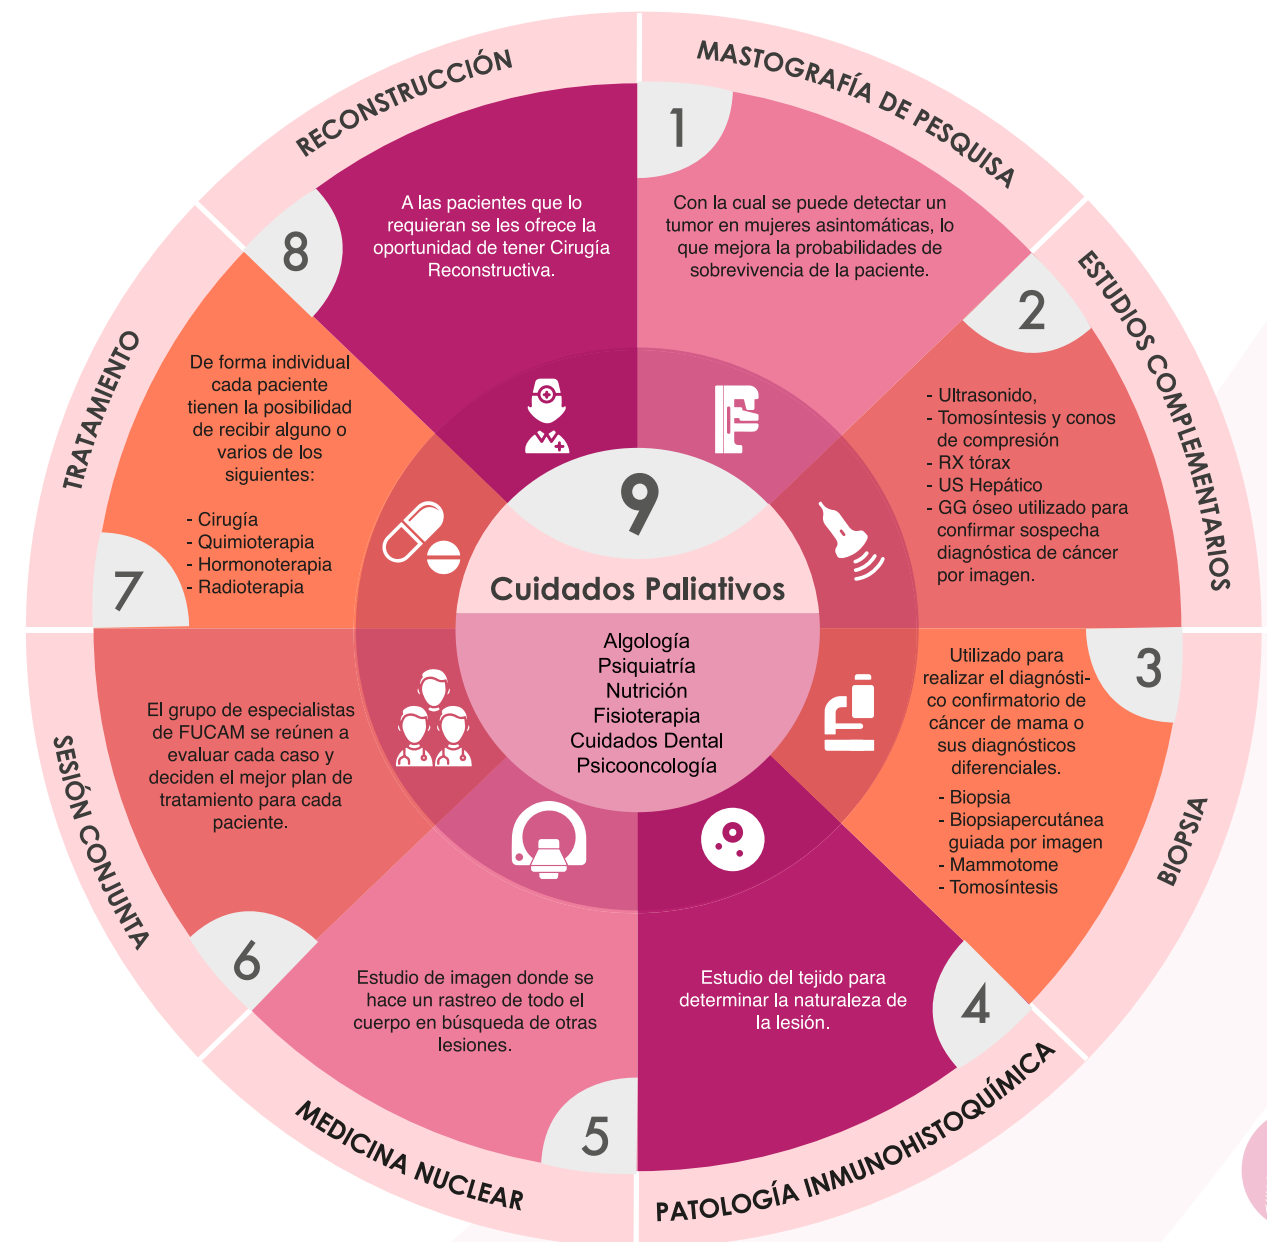 MASTOGRAFÍA DE PESQUISA
1
Con la cual se puede detectar un
tumor en mujeres asintomáticas, lo
que mejora la probabilidades de
sobrevivencia de la paciente.
ESTUDIOS COMPLEMENTARIOS
2
- Ultrasonido,
- Tomosíntesis y conos
de compresión
- RX tórax
- US Hepático
- GG óseo utilizado para
confirmar sospecha
diagnóstica de cáncer
por imagen.
BIOPSIA
3
Utilizado para
realizar el diagnósti-
co confirmatorio de
cáncer de mama o
sus diagnósticos
diferenciales.
- Biopsia
- Biopsiapercutánea
guiada por imagen
- Mammotome
- Tomosíntesis
PATOLOGÍA INMUNOHISTOQUÍMICA
4
Estudio del tejido para
determinar la naturaleza de
la lesión.
MEDICINA NUCLEAR
5
Estudio de imagen donde se
hace un rastreo de todo el
cuerpo en búsqueda de otras
lesiones.
SESIÓN CONJUNTA
6
El grupo de especialistas
de FUCAM se reúnen a
evaluar cada caso y
deciden el mejor plan de
tratamiento para cada
paciente.
TRATAMIENTO
7
De forma individual
cada paciente
tienen la posibilidad
de recibir alguno o
varios de los
siguientes:
- Cirugía
- Quimioterapia
- Hormonoterapia
- Radioterapia
RECONSTRUCCIÓN
8
A las pacientes que lo
requieran se les ofrece la
oportunidad de tener Cirugía
Reconstructiva.
9
Cuidados Paliativos
Algología
Psiquiatría
Nutrición
Fisioterapia
Cuidados Dental
Psicooncología